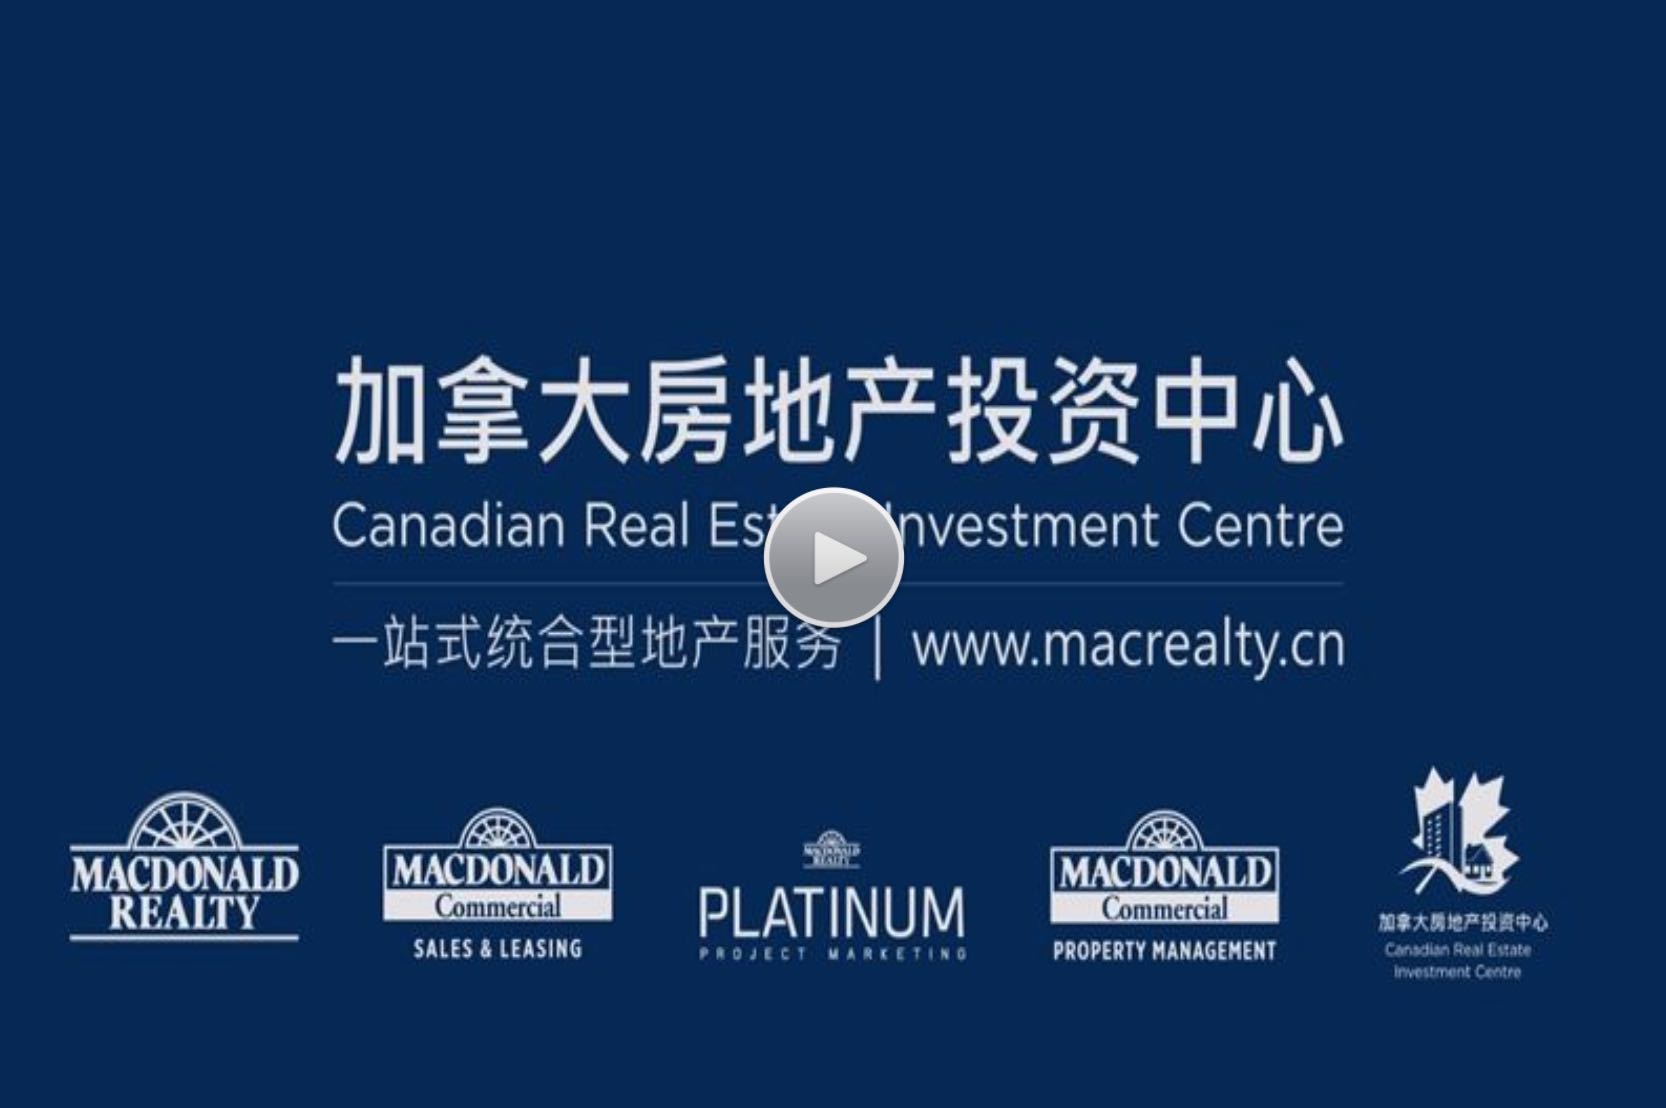 加拿大房地产投资中心
Canadian Real Est Investment Centre
一站式统合型地产服务 | www.macrealty.cn
MACDONALD
REALTY
MACDONALD
Commercial
SALES & LEASING
MACDONALD
REALTY
PLATINUM
PROJECT MARKETING
MACDONALD
Commercial
PROPERTY MANAGEMENT
加拿大房地产投资中心
Canadian Real Estate
Investment Centre